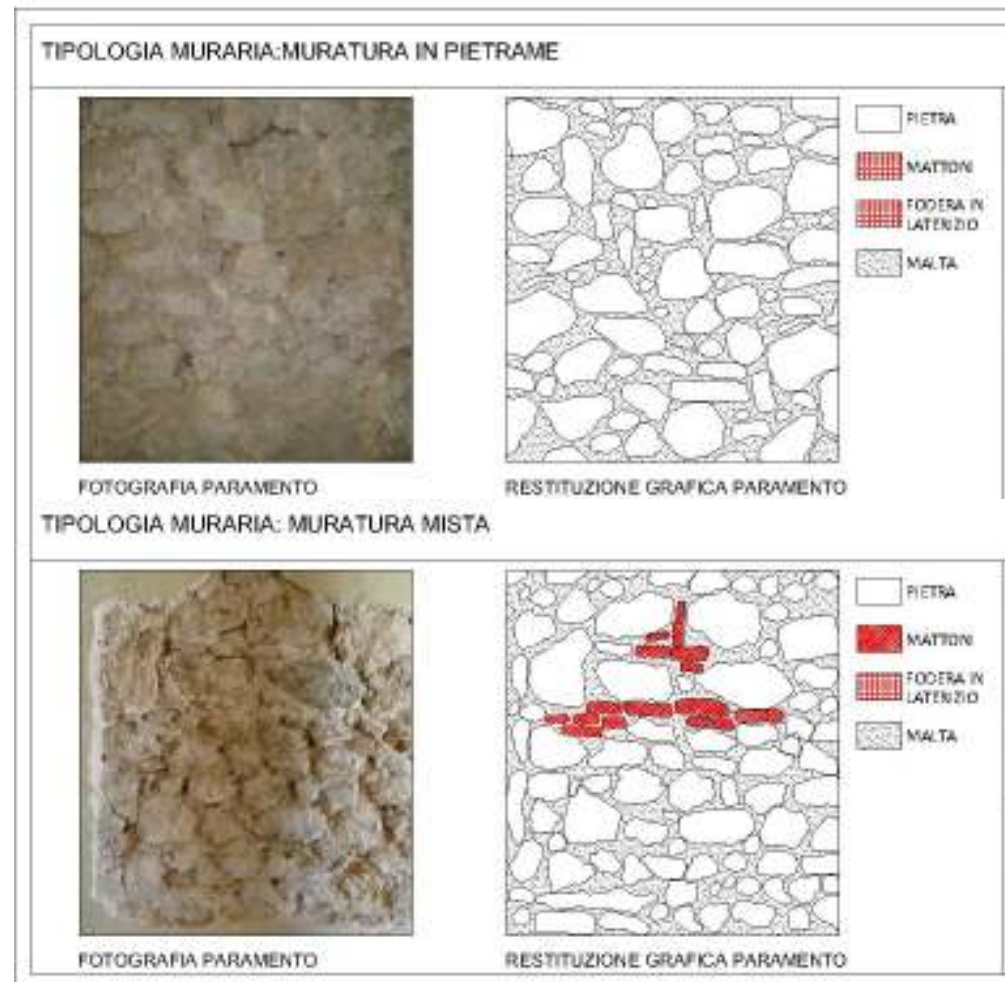 TIPOLOGIA MURARIA:MURATURA IN PIETRAME
PIETRA
MATTONI
FODERA IN
LATERIZIO
MALTA
FOTOGRAFIA PARAMENTO
RESTITUZIONE GRAFICA PARAMENTO
TIPOLOGIA MURARIA: MURATURA MISTA
PIETRA
MATTONI
FODERA IN
LATERIZIO
MALTA
FOTOGRAFIA PARAMENTO
RESTITUZIONE GRAFICA PARAMENTO